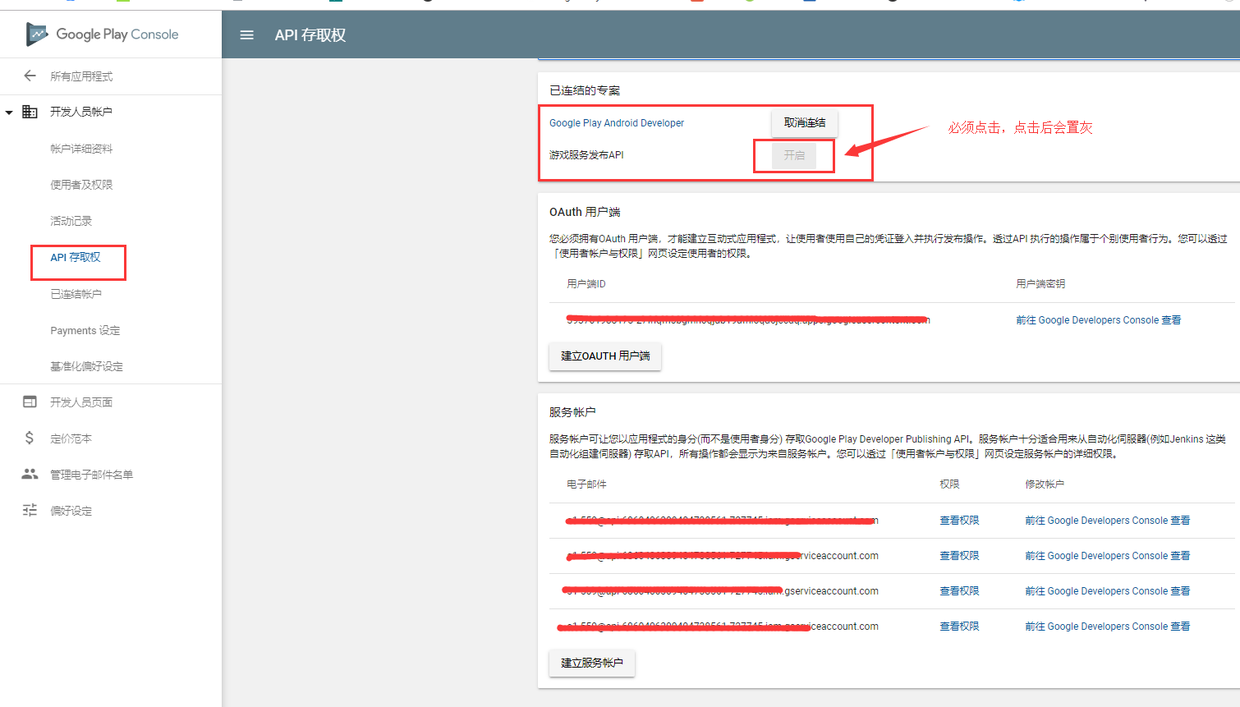 Google Play Console
API 存取权
所有应用程式
开发人员帐户
帐户详细资料
使用者及权限
活动记录
API 存取权
已连结帐户
Payments 设定
基准化偏好设定
开发人员页面
定价范本
管理电子邮件名单
偏好设定
已连结的专案
Google Play Android Developer
取消连结
游戏服务发布API
开启
必须点击，点击后会置灰
OAuth 用户端
您必须拥有OAuth 用户端，才能建立互动式应用程式，让使用者使用自己的凭证登入并执行发布操作。透过API 执行的操作属于个别使用者行为。您可以透过
「使用者帐户与权限」网页设定使用者的权限。
用户端ID 用户端密钥
前往 Google Developers Console 查看
建立OAUTH 用户端
服务帐户
服务帐户可让您以应用程式的身分(而不是使用者身分) 存取Google Play Developer Publishing API。服务帐户十分适合用来从自动化伺服器(例如Jenkins 这类
自动化组建伺服器) 存取API，所有操作都会显示为来自服务帐户。您可以透过「使用者帐户与权限」网页设定服务帐户的详细权限。
电子邮件 权限 修改帐户
查看权限 前往 Google Developers Console 查看
rviceaccount.com 查看权限 前往 Google Developers Console 查看
.gserviceaccount.com 查看权限 前往 Google Developers Console 查看
viceaccount.com 查看权限 前往 Google Developers Console 查看
建立服务帐户